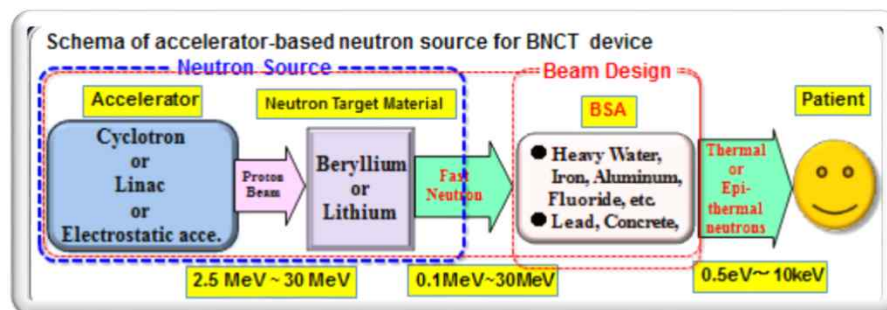 Schema of accelerator-based neutron source for BNCT device
Neutron Source
Beam Design
Accelerator
Neutron Target Material
BSA
Patient
Cyclotron
or
Linac
or
Electrostatic acce.
Proton
Beam
Beryllium
or
Lithium
Fast
Neutron
● Heavy Water,
Iron, Aluminum,
Fluoride, etc.
● Lead, Concrete,
Thermal
or
Epi-
thermal
neutrons
2.5 MeV ~ 30 MeV
0.1MeV~30MeV
0.5eV～10keV